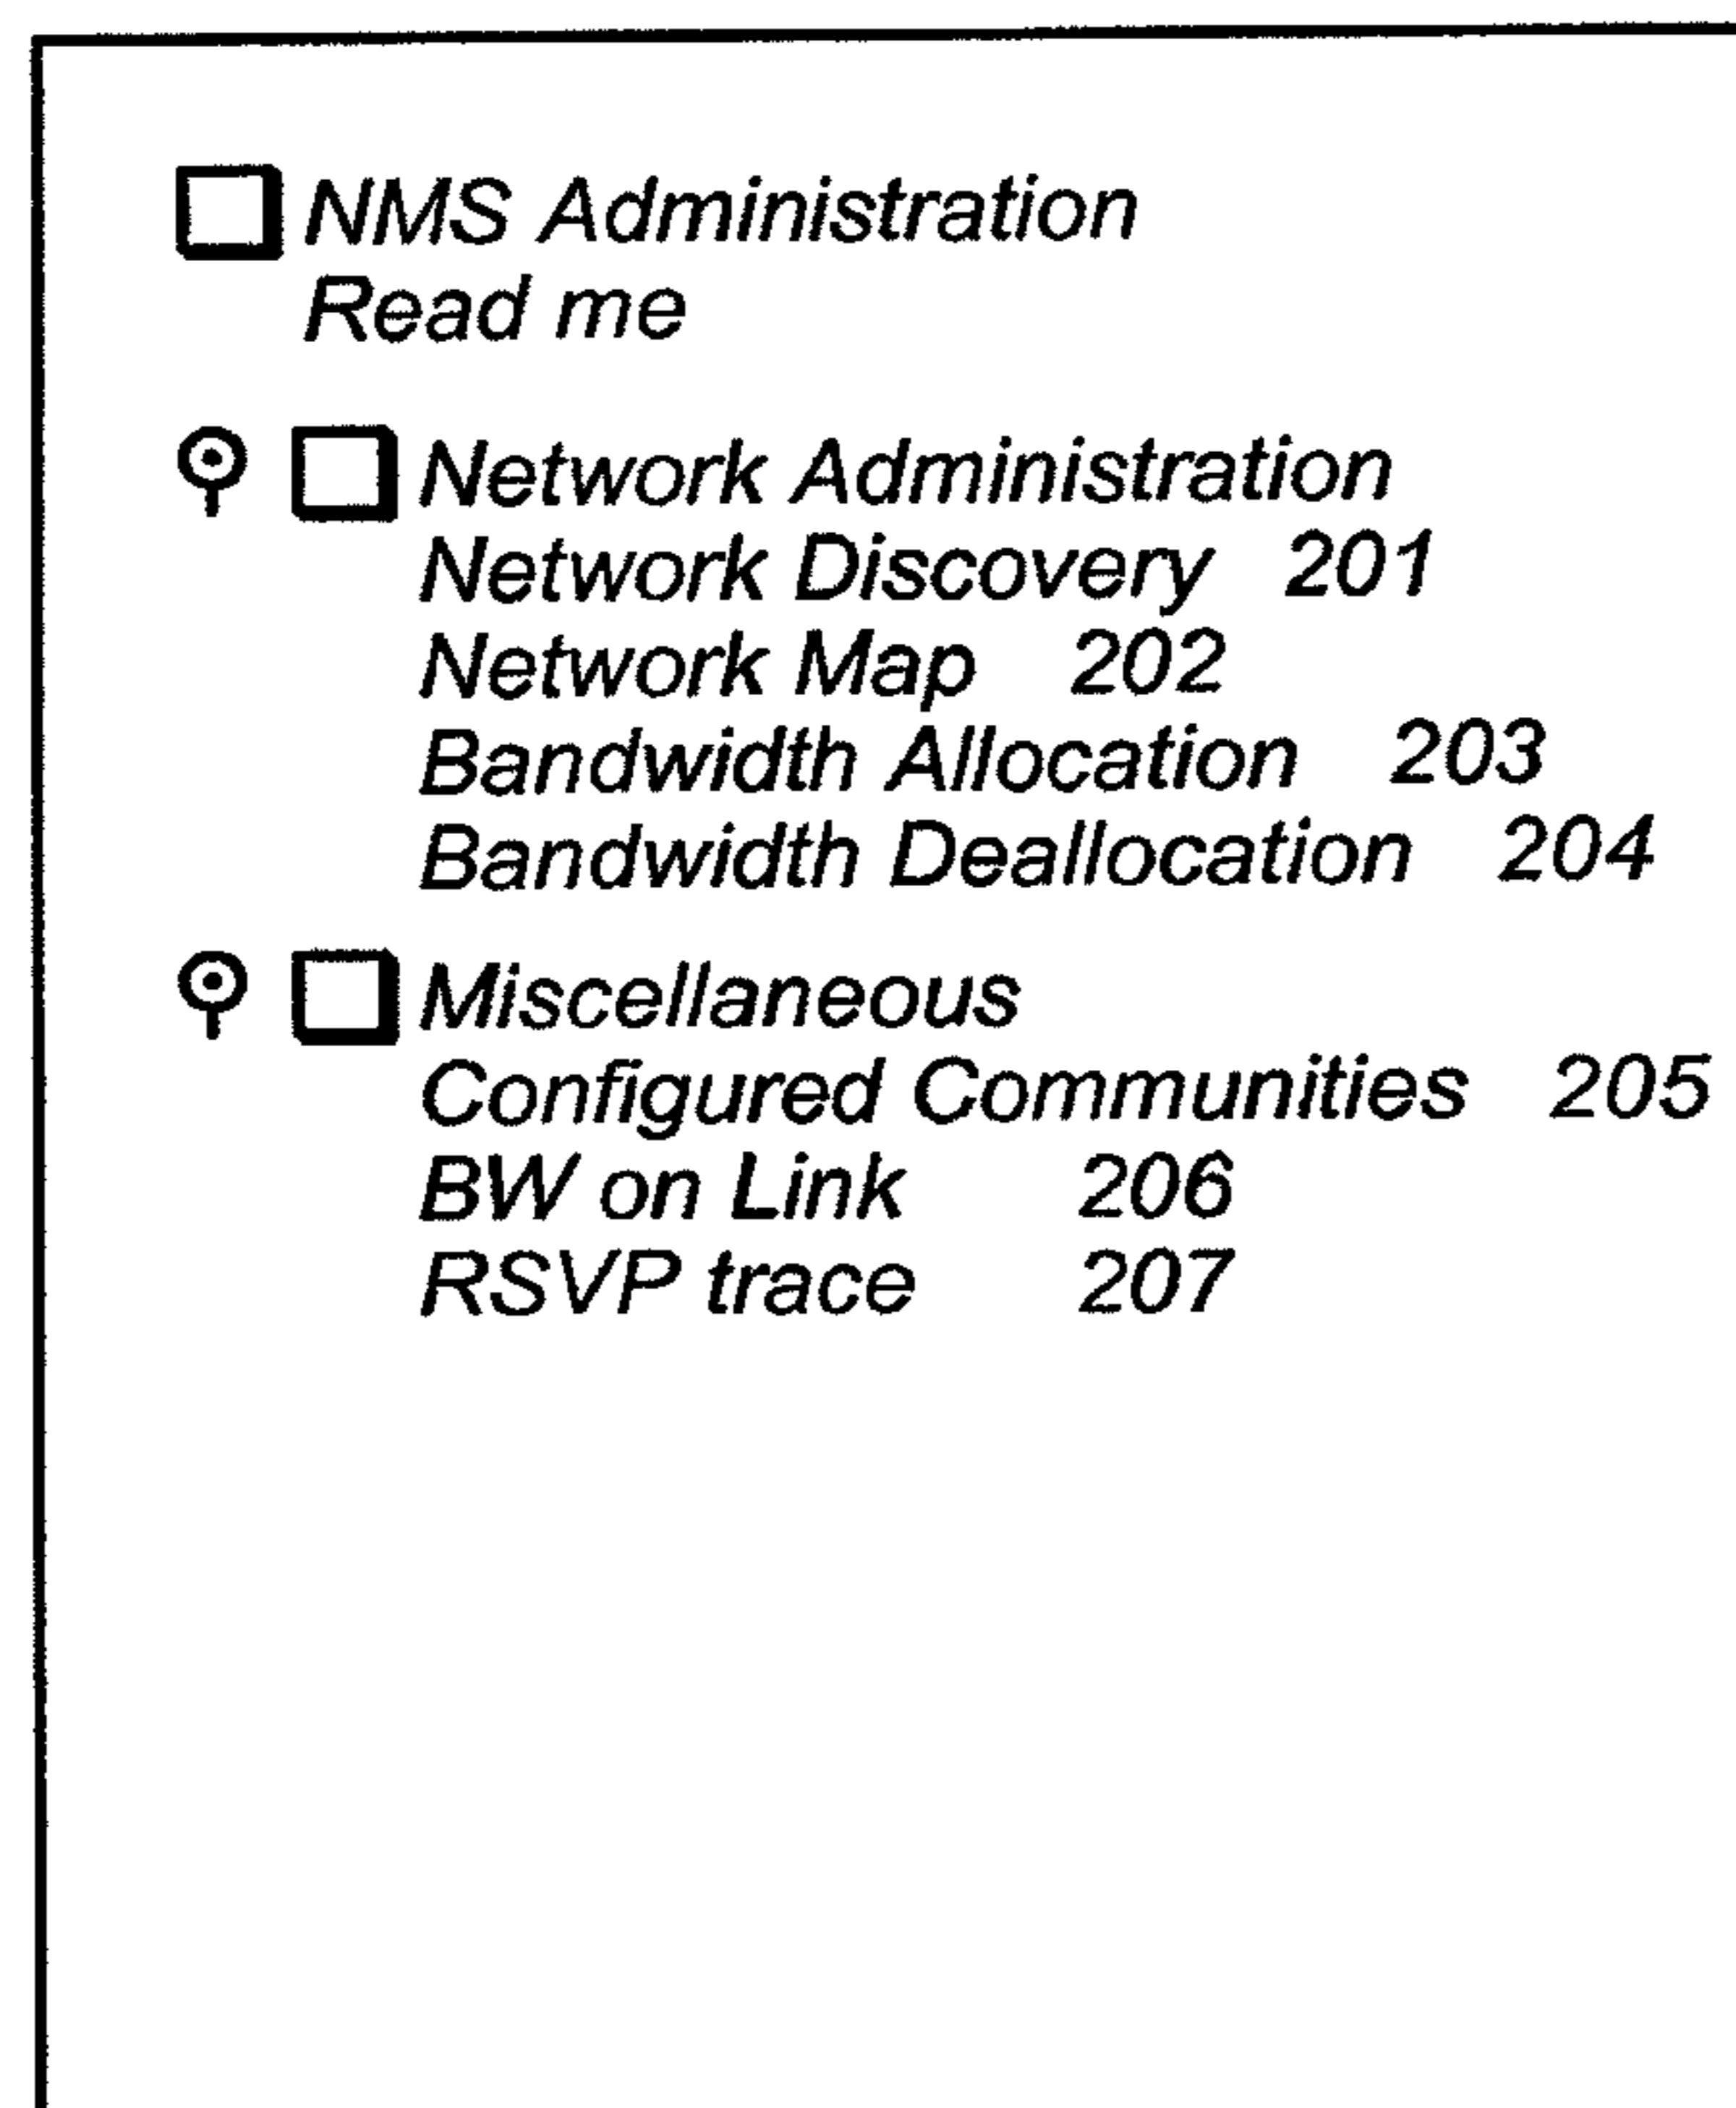 NMS Administration
Read me
Network Administration
Network Discovery 201
Network Map 202
Bandwidth Allocation 203
Bandwidth Deallocation 204
Miscellaneous
Configured Communities 205
BW on Link 206
RSVP trace 207